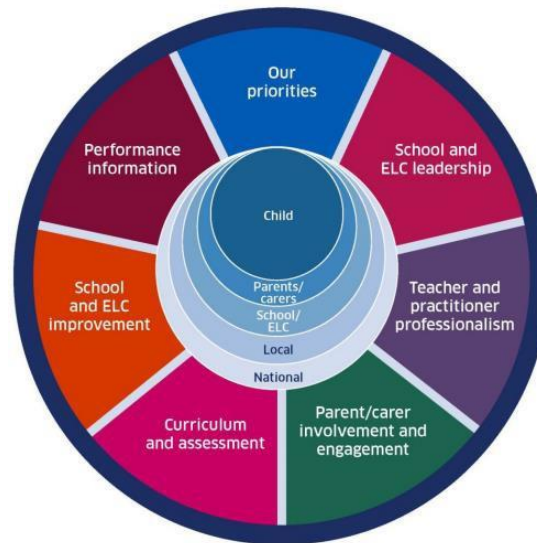 Our
priorities
School and
ELC leadership
Teacher and
practitioner
professionalism
Parent/carer
involvement and
engagement
Curriculum
and assessment
School
and ELC
improvement
Performance
information
Child
Parents/
carers
School/
ELC
Local
National